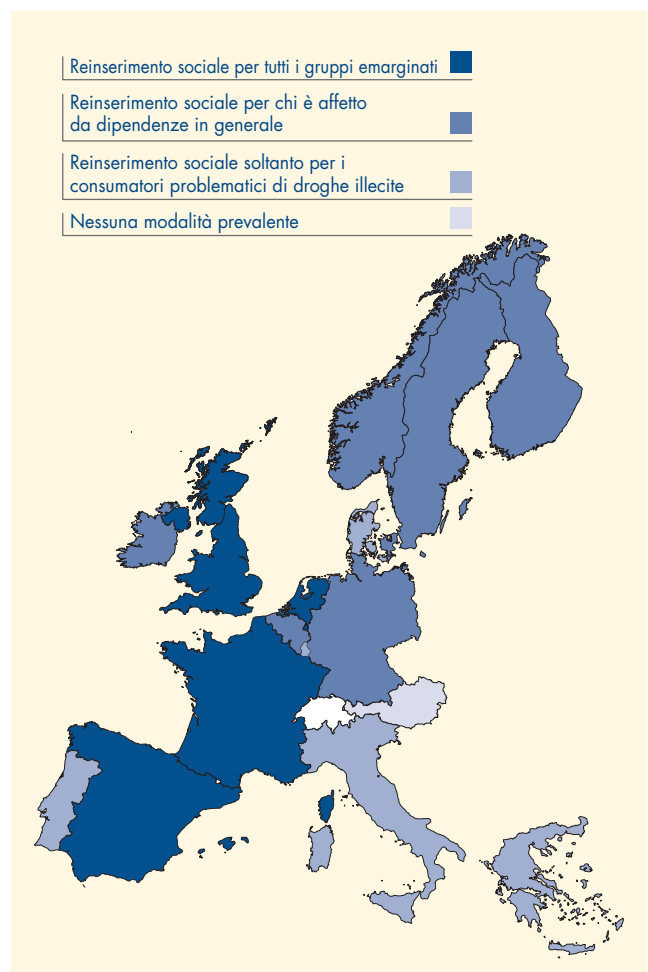 Reinserimento sociale per tutti i gruppi emarginati
Reinserimento sociale per chi è affetto
da dipendenze in generale
Reinserimento sociale soltanto per i
consumatori problematici di droghe illecite
Nessuna modalità prevalente